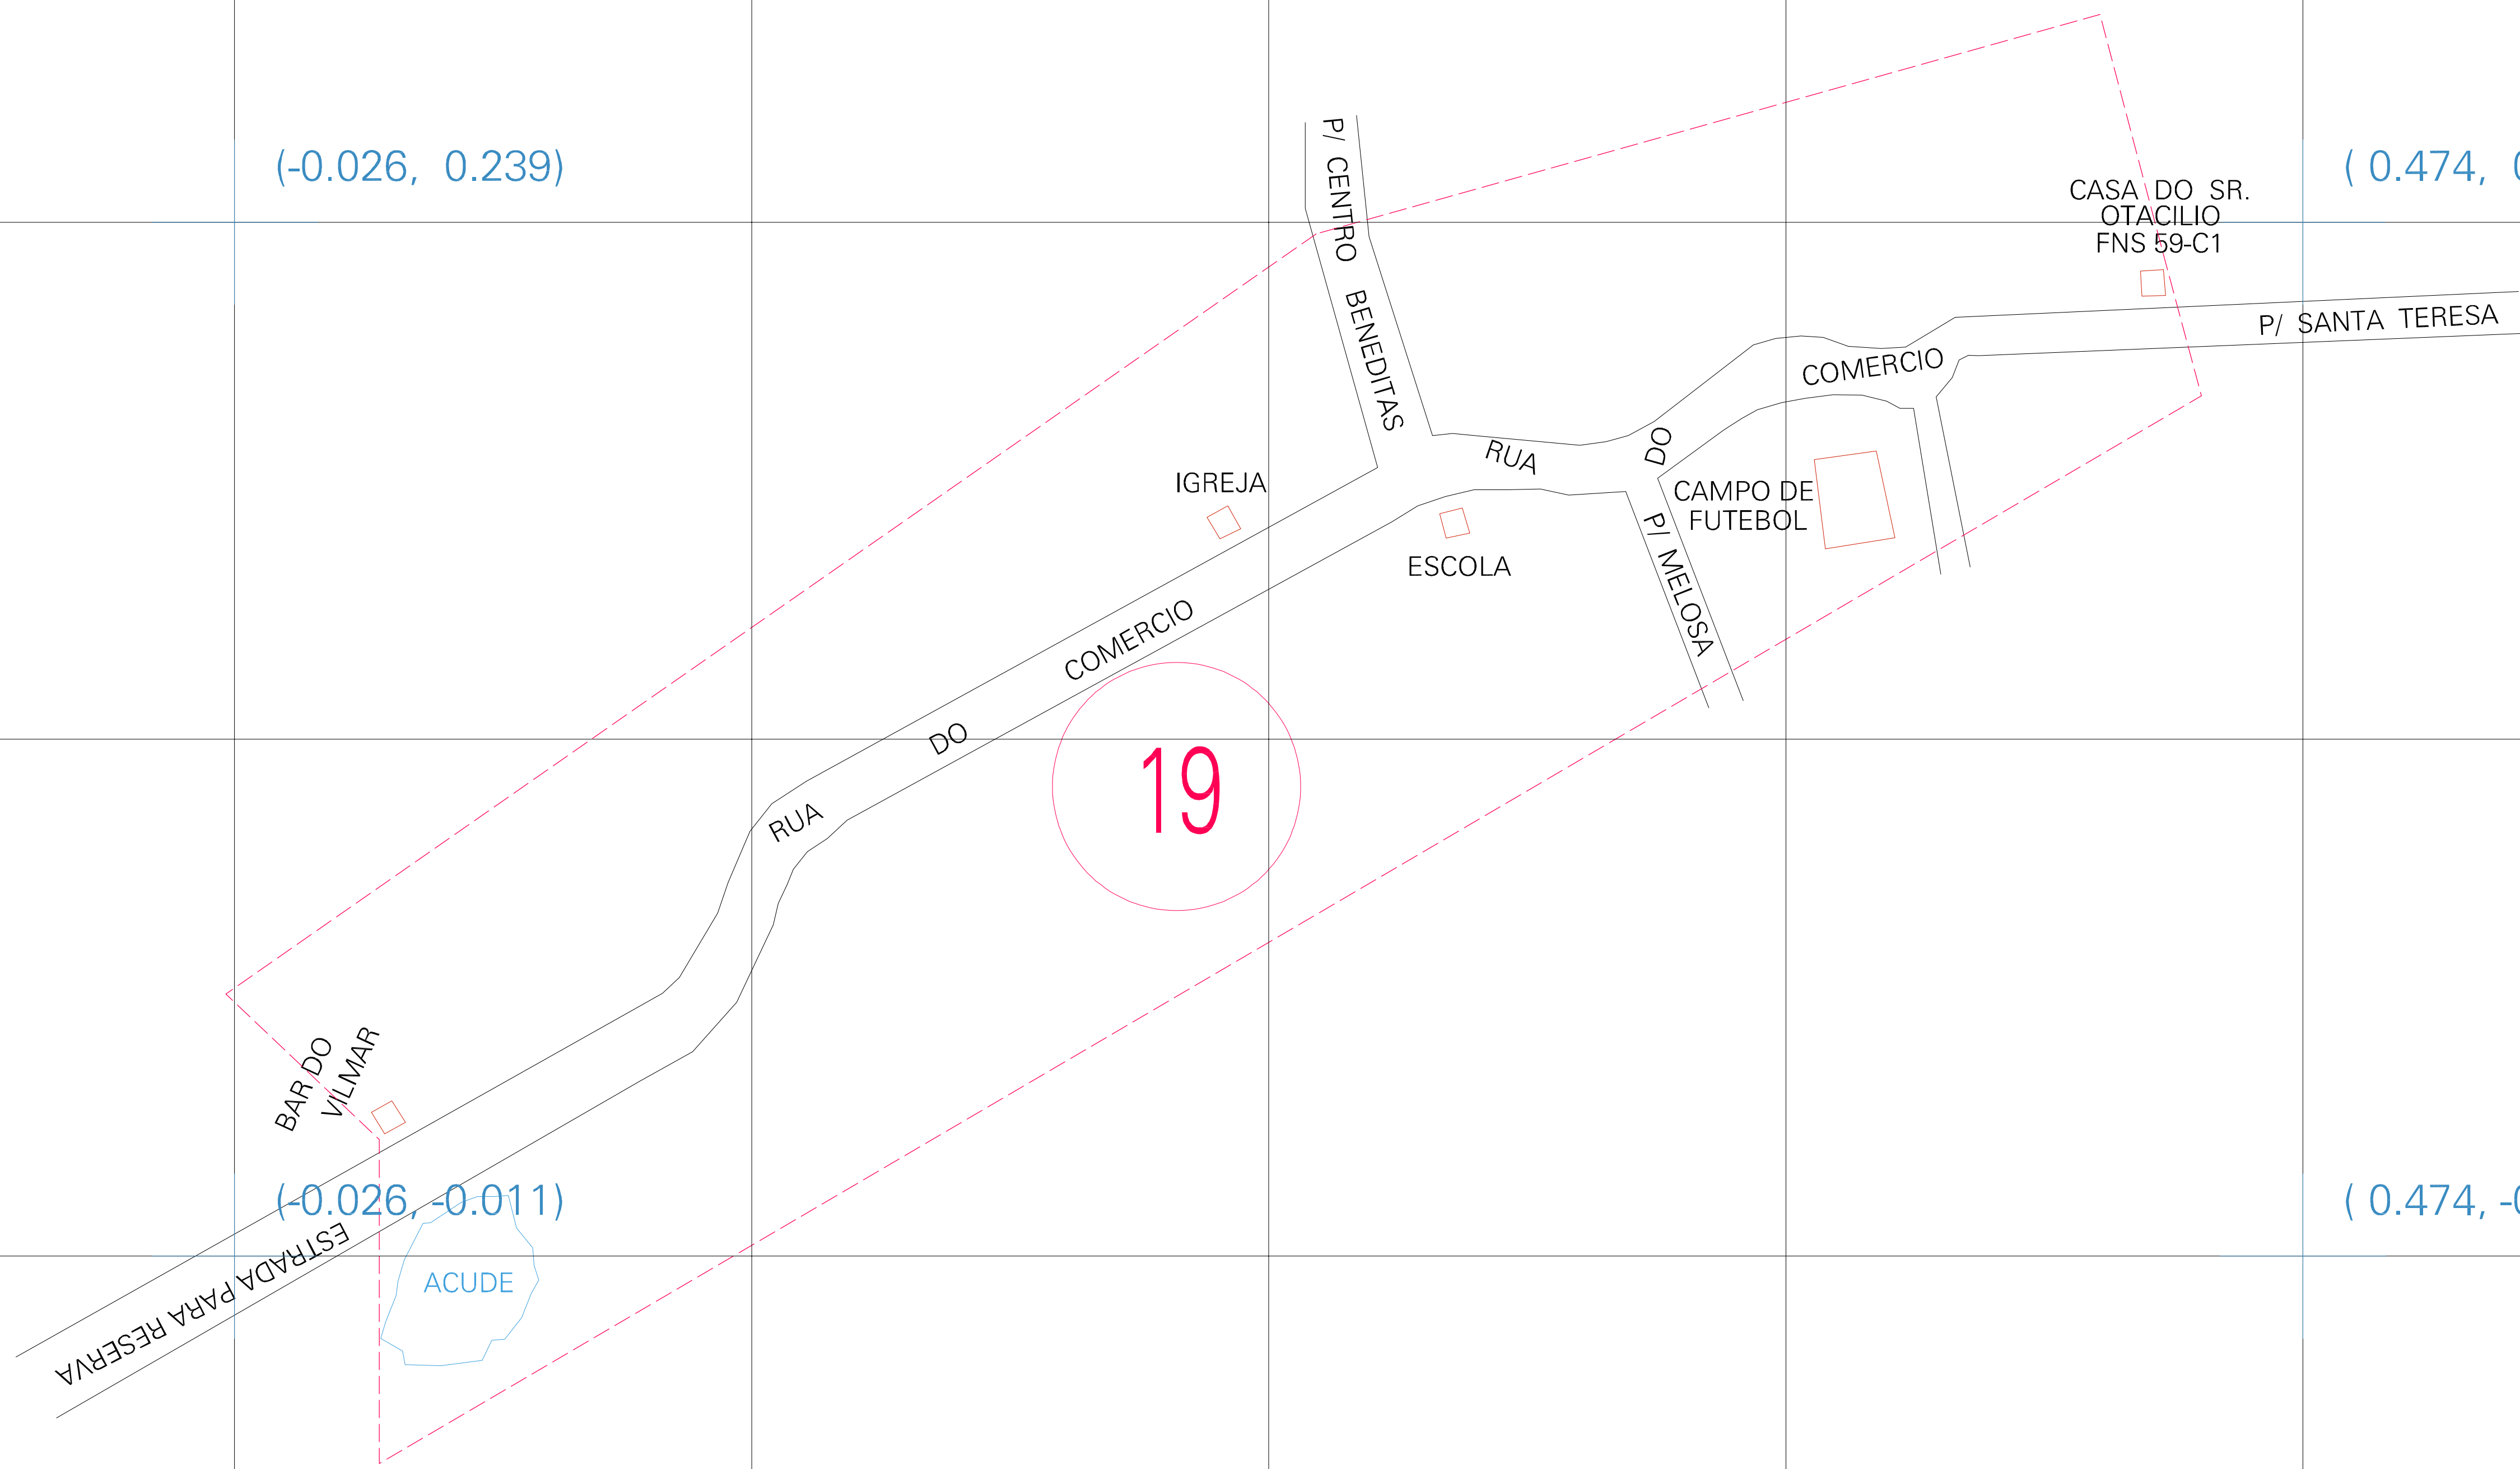 (-0.026,  0.239)
( 0.474,
P/ CENTRO BENEDITAS
CASA DO SR.
OTACILIO
FNS 59-C1
P/ SANTA TERESA
COMERCIO
DO
RUA
IGREJA
CAMPO DE
FUTEBOL
ESCOLA
P/ MELOSA
COMERCIO
DO
RUA
19
BAR DO
VILMAR
(-0.026, -0.011)
( 0.474, -0
ESTRADA PARA RESERVA
ACUDE